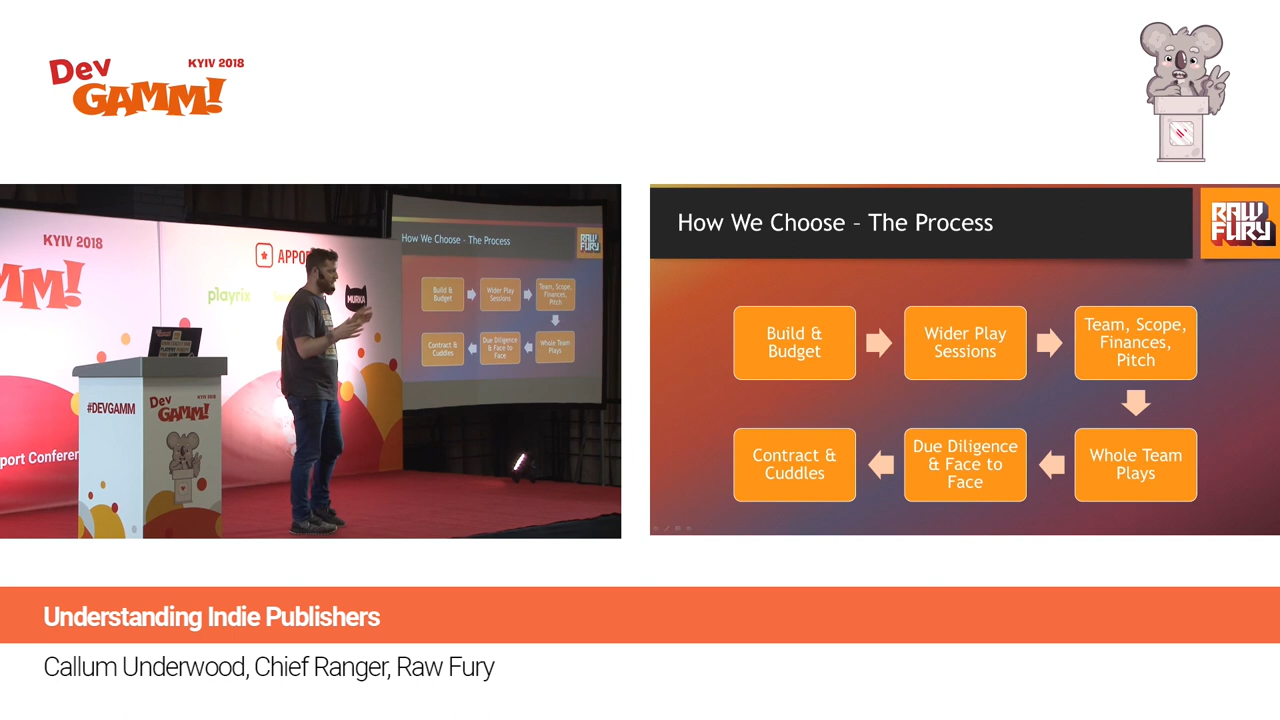 Dev
GAMM!
KYIV 2018
KYIV 2018
MM!
APPO
playrix
MURKA
#DEVGAMM
Dev
GAMM!
KYIV 2018
port Conferen
How We Choose - The Process
RAW
FURY
Build &
Budget
Wider Play
Sessions
Team, Scope,
Finances,
Pitch
Contract &
Cuddles
Due Diligence
& Face to
Face
Whole Team
Plays
How We Choose – The Process
RAW
FURY
Build &
Budget
Wider Play
Sessions
Team, Scope,
Finances,
Pitch
Contract &
Cuddles
Due Diligence
& Face to
Face
Whole Team
Plays
Understanding Indie Publishers
Callum Underwood, Chief Ranger, Raw Fury